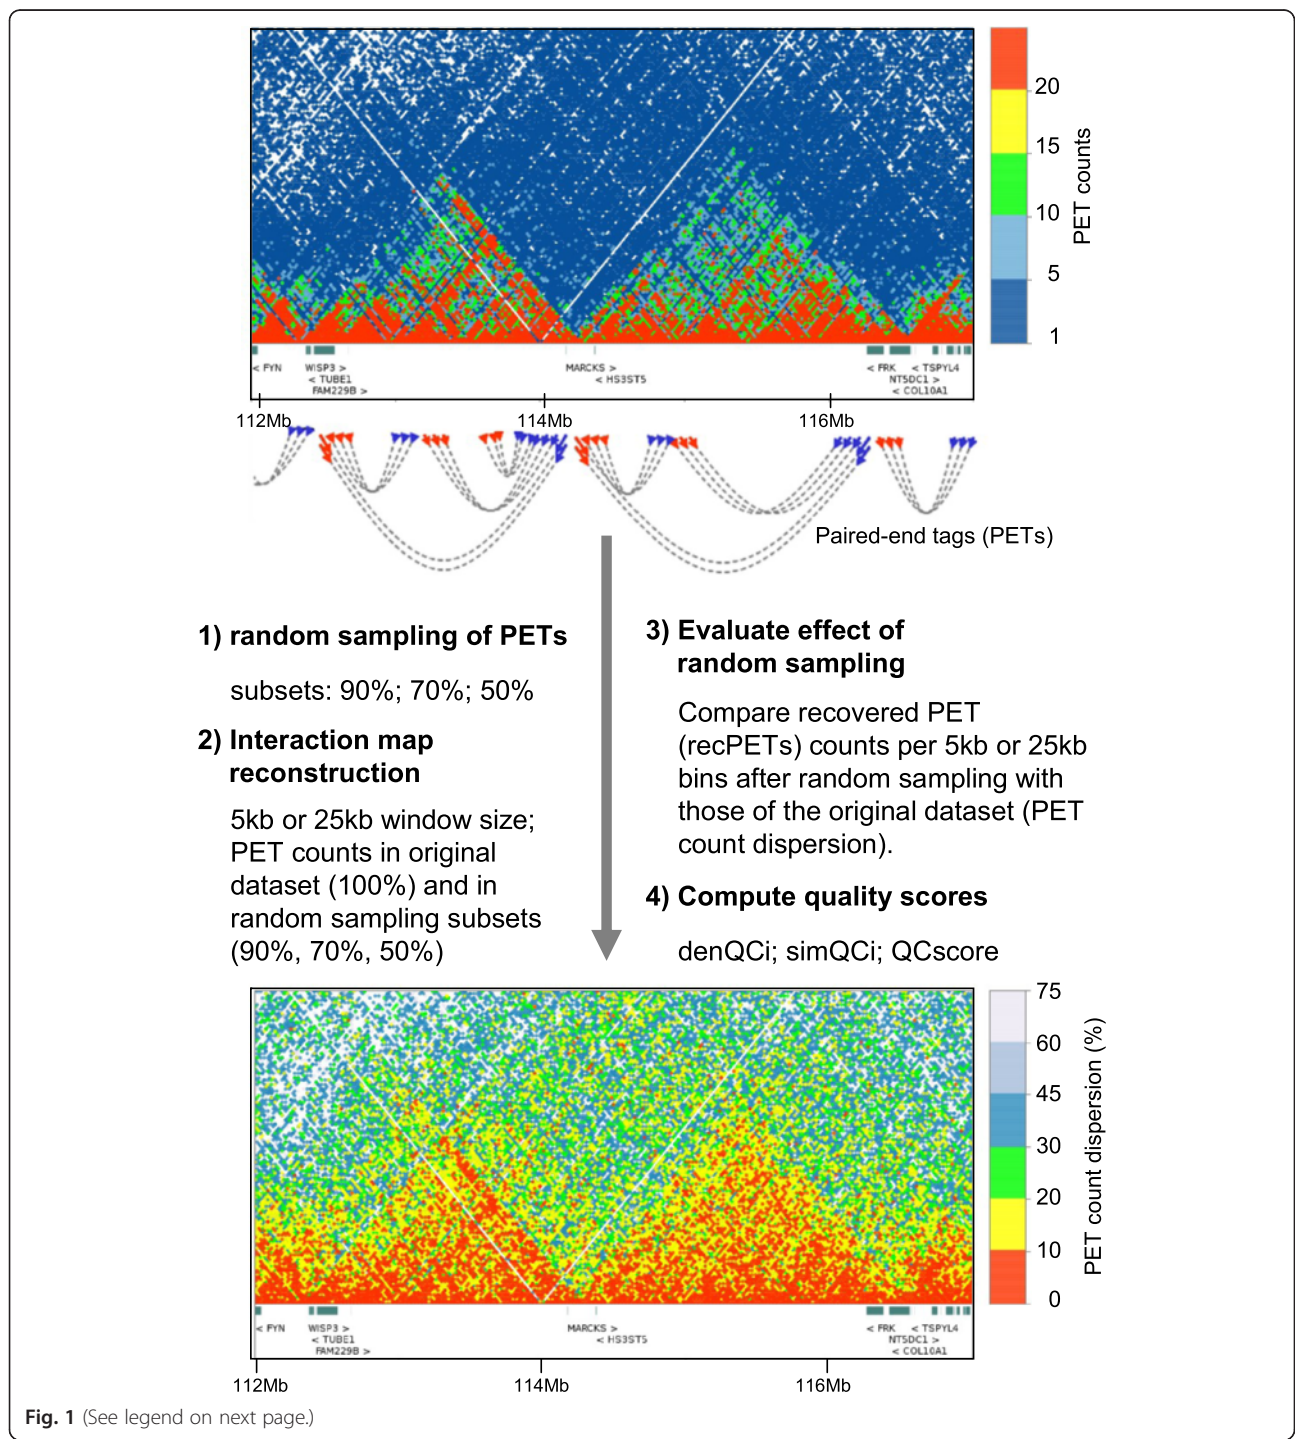 20
15
10
5
1
PET counts
< FYN
WISP3 >
MARCKS >
< FRK
< TSPYL4
< TUBE1
< HS3ST5
NT5DC1 >
FAM229B >
< COL10A1
112Mb
114Mb
116Mb
Paired-end tags (PETs)
1) random sampling of PETs
subsets: 90%; 70%; 50%
2) Interaction map
reconstruction
5kb or 25kb window size;
PET counts in original
dataset (100%) and in
random sampling subsets
(90%, 70%, 50%)
3) Evaluate effect of
random sampling
Compare recovered PET
(recPETs) counts per 5kb or 25kb
bins after random sampling with
those of the original dataset (PET
count dispersion).
4) Compute quality scores
denQCi; simQCi; QCscore
75
60
45
30
20
10
0
PET count dispersion (%)
< FYN
WISP3 >
MARCKS >
< FRK
< TSPYL4
< TUBE1
< HS3ST5
NT5DC1 >
FAM229B >
< COL10A1
112Mb
114Mb
116Mb
Fig. 1 (See legend on next page.)